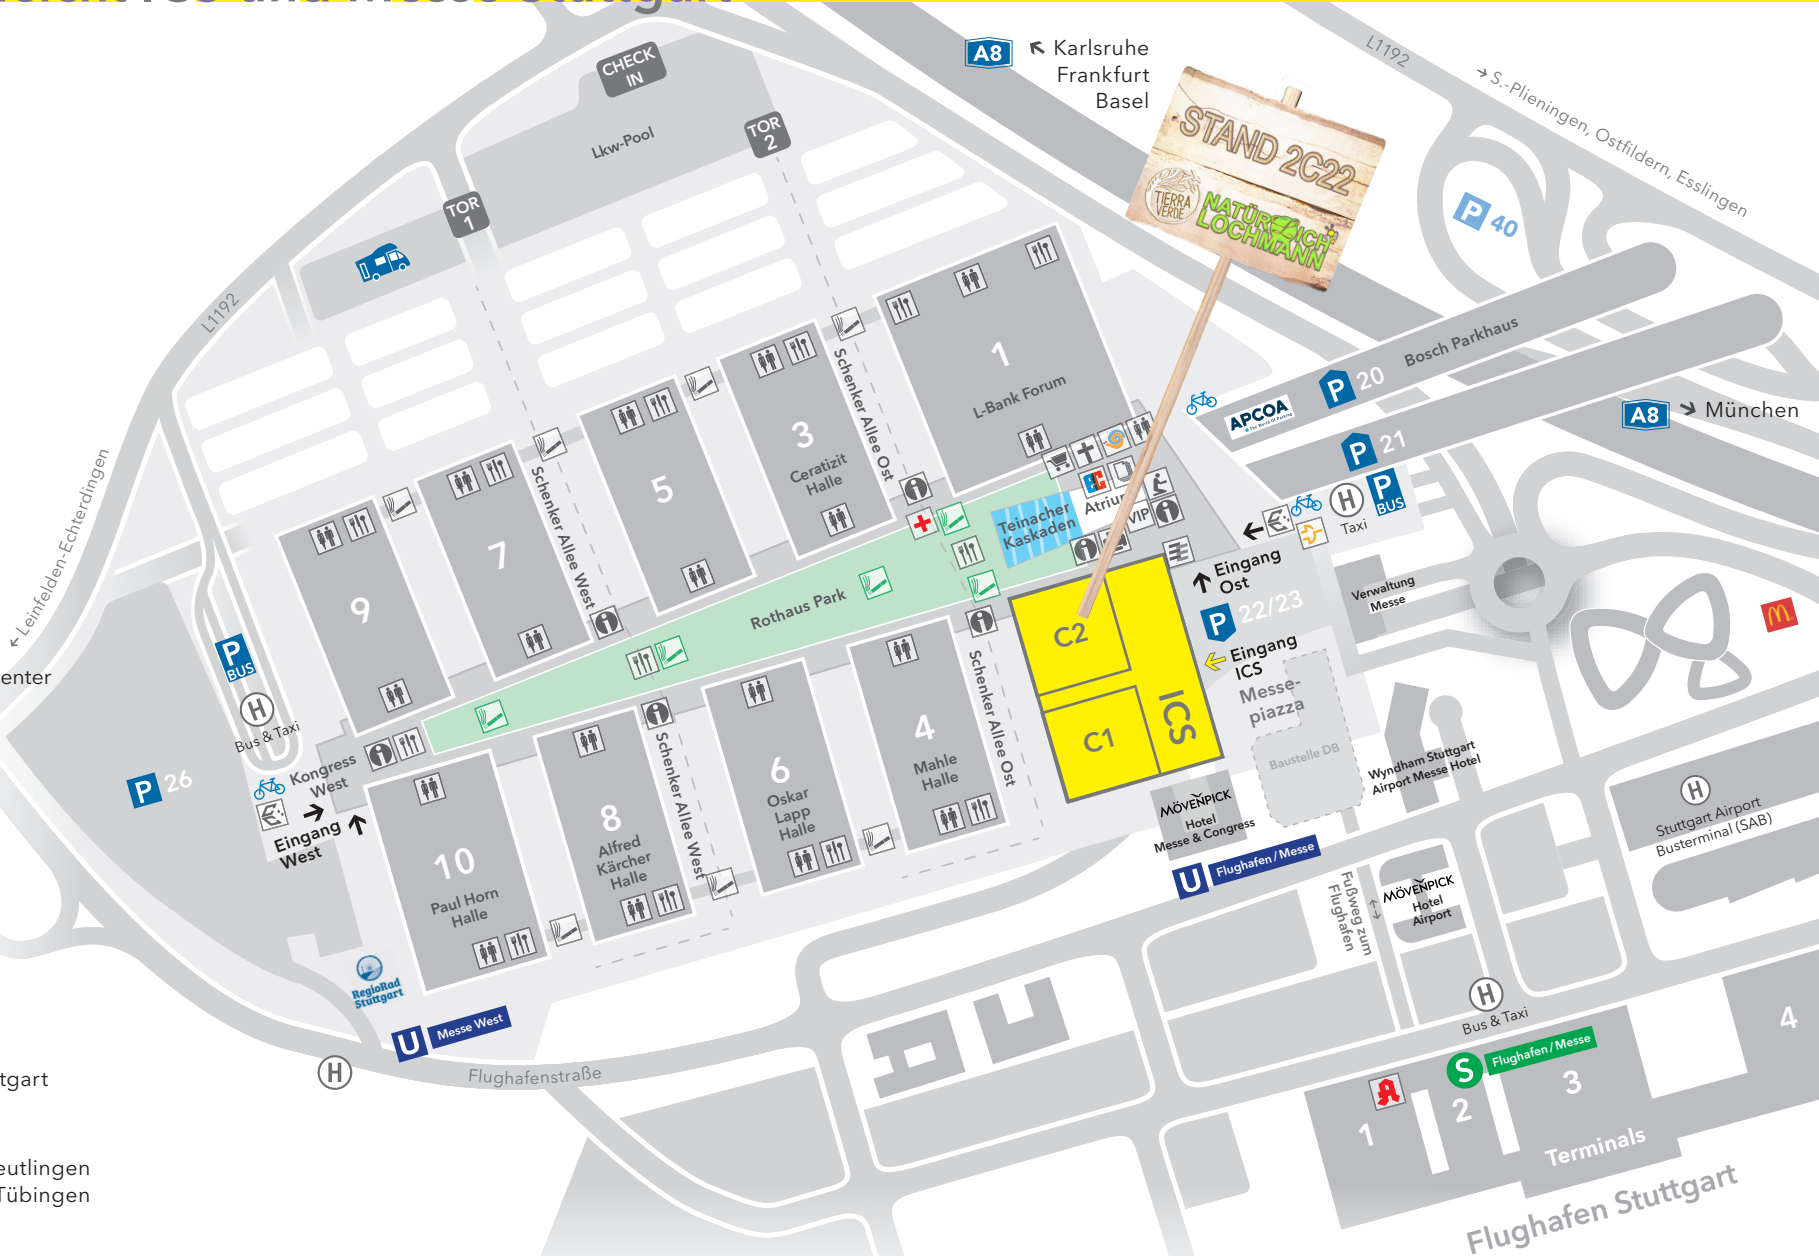 A8
Karlsruhe
Frankfurt
Basel
L1192
S.-Plieningen, Ostfildern, Esslingen
CHECK
IN
Lkw-Pool
TOR
2
TOR
1
STAND 2C22
TIERRA
VERDE
NATÜRLICH
LOCHMANN
P 40
L1192
Leinfelden-Echterdingen
1
L-Bank Forum
Bosch Parkhaus
P 20
APCOA
P 21
A8
München
3
Ceratizit
Halle
Schenker Allee Ost
5
7
Schenker Allee West
9
Teinacher
Kaskaden
Atrium
VIP
H
Taxi
P
BUS
Eingang
Ost
P 22/23
Eingang
ICS
Verwaltung
Messe
Rothaus Park
C2
C1
ICS
Messe-
piazza
Baustelle DB
Wyndham Stuttgart
Airport Messe Hotel
P
BUS
H
Bus & Taxi
enter
P 26
Kongress
West
Eingang
West
10
Paul Horn
Halle
8
Alfred
Kärcher
Halle
Schenker Allee West
6
Oskar
Lapp
Halle
4
Mahle
Halle
Schenker Allee Ost
MÖVENPICK
Hotel
Messe & Congress
U Flughafen/Messe
Fußweg zum
Flughafen
MÖVENPICK
Hotel
Airport
H
Stuttgart Airport
Busterminal (SAB)
RegioRad
Stuttgart
U Messe West
H
Flughafenstraße
H
Bus & Taxi
S Flughafen/Messe
1
2
3
4
Terminals
Flughafen Stuttgart
tgart
eutlingen
Tübingen